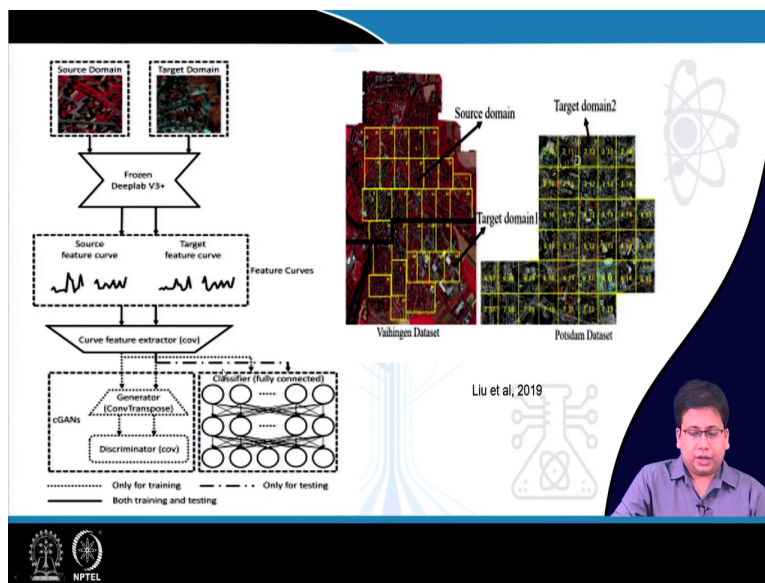 Source Domain
Target Domain
Frozen
Deeplab V3+
Source
feature curve
Target
feature curve
Feature Curves
Curve feature extractor (cov)
cGANs
Generator
(ConvTranspose)
Discriminator (cov)
Classifier (fully connected)
Only for training
Only for testing
Both training and testing
Source domain
Target domain1
Vaihingen Dataset
Target domain2
Potsdam Dataset
Liu et al, 2019
NPTEL